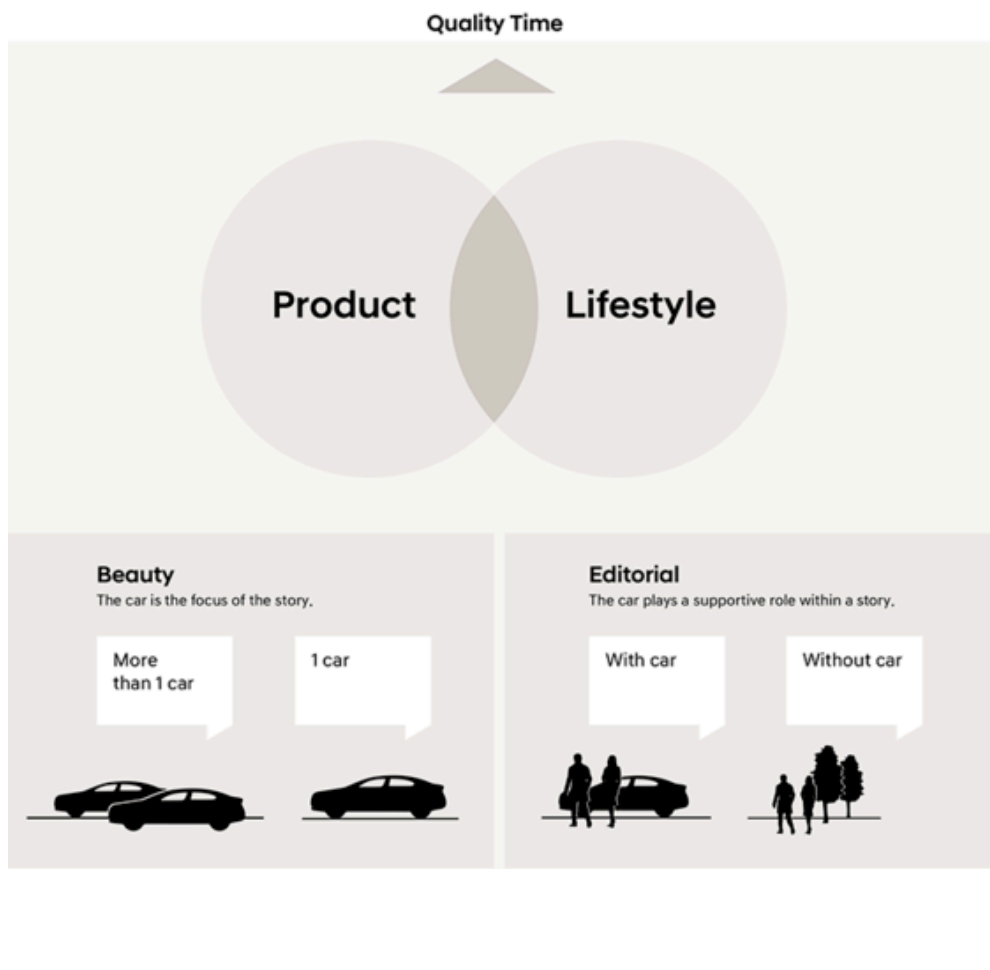 Quality Time
Product
Lifestyle
Beauty
The car is the focus of the story.
More
than 1 car
1 car
Editorial
The car plays a supportive role within a story.
With car
Without car